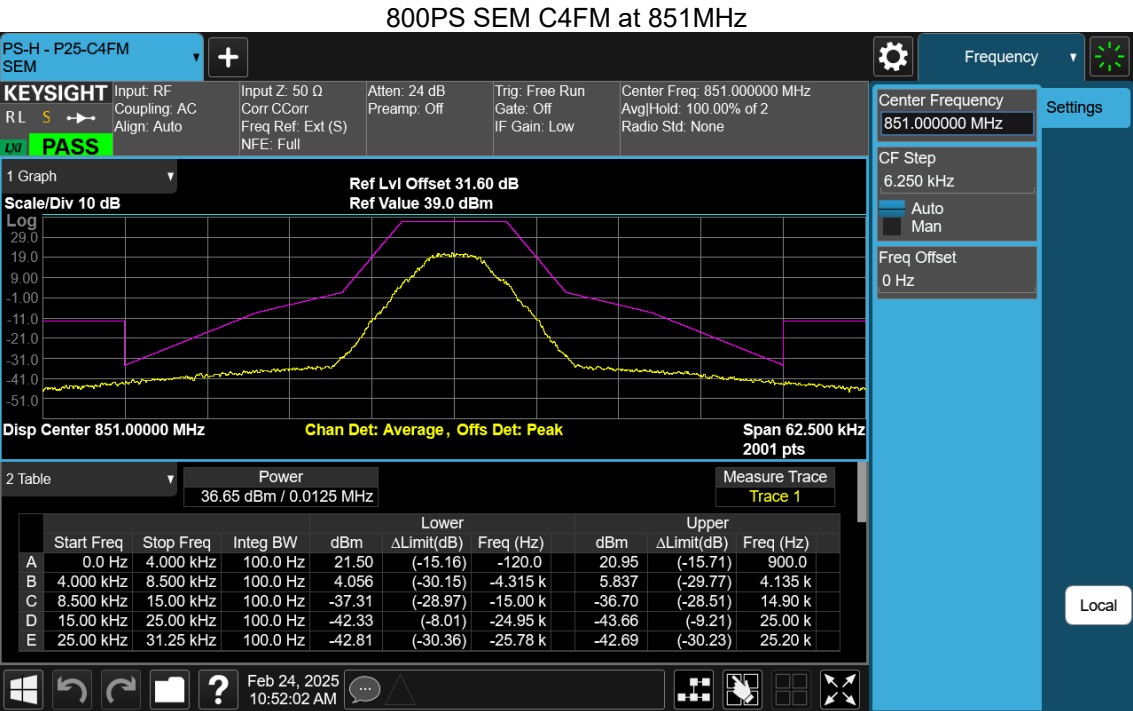 800PS SEM C4FM at 851MHz
PS-H - P25-C4FM
SEM
+
Frequency
KEYSIGHT
R L S
LXI
PASS
Input: RF
Coupling: AC
Align: Auto
Input Z: 50 Ω
Corr CCorr
Freq Ref: Ext (S)
NFE: Full
Atten: 24 dB
Preamp: Off
Trig: Free Run
Gate: Off
IF Gain: Low
Center Freq: 851.000000 MHz
Avg|Hold: 100.00% of 2
Radio Std: None
Center Frequency
851.000000 MHz
Settings
CF Step
6.250 kHz
Auto
Man
Freq Offset
0 Hz
1 Graph
Scale/Div 10 dB
Ref Lvl Offset 31.60 dB
Ref Value 39.0 dBm
Log
29.0
19.0
9.00
-1.00
-11.0
-21.0
-31.0
-41.0
-51.0
Disp Center 851.00000 MHz
Chan Det: Average, Offs Det: Peak
Span 62.500 kHz
2001 pts
2 Table
Power
36.65 dBm / 0.0125 MHz
Measure Trace
Trace 1
Lower Upper
Start Freq Stop Freq Integ BW dBm ΔLimit(dB) Freq (Hz) dBm ΔLimit(dB) Freq (Hz)
A 0.0 Hz 4.000 kHz 100.0 Hz 21.50 (-15.16) -120.0 20.95 (-15.71) 900.0
B 4.000 kHz 8.500 kHz 100.0 Hz 4.056 (-30.15) -4.315 k 5.837 (-29.77) 4.135 k
C 8.500 kHz 15.00 kHz 100.0 Hz -37.31 (-28.97) -15.00 k -36.70 (-28.51) 14.90 k
D 15.00 kHz 25.00 kHz 100.0 Hz -42.33 (-8.01) -24.95 k -43.66 (-9.21) 25.00 k
E 25.00 kHz 31.25 kHz 100.0 Hz -42.81 (-30.36) -25.78 k -42.69 (-30.23) 25.20 k
Local
?
Feb 24, 2025
10:52:02 AM